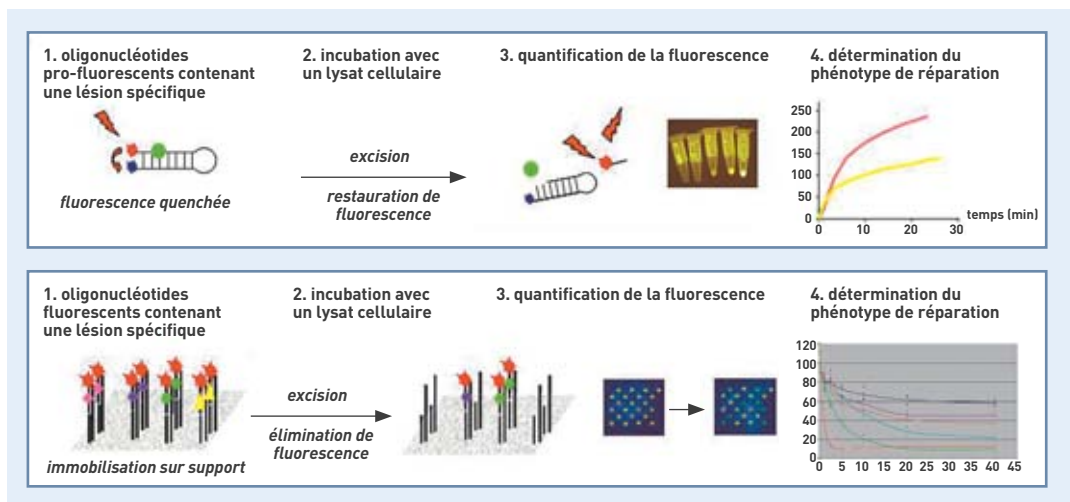 1. oligonucléotides
pro-fluorescents contenant
une lésion spécifique
fluorescence quenchée
2. incubation avec
un lysat cellulaire
excision
restauration de
fluorescence
3. quantification de la fluorescence
4. détermination du
phénotype de réparation
250
200
150
100
50
0
0 10 20 30
temps (min)
1. oligonucléotides
fluorescents contenant
une lésion spécifique
immobilisation sur support
2. incubation avec
un lysat cellulaire
excision
élimination de
fluorescence
3. quantification de la fluorescence
4. détermination du
phénotype de réparation
120
100
80
60
40
20
0
0 5 10 15 20 25 30 35 40 45